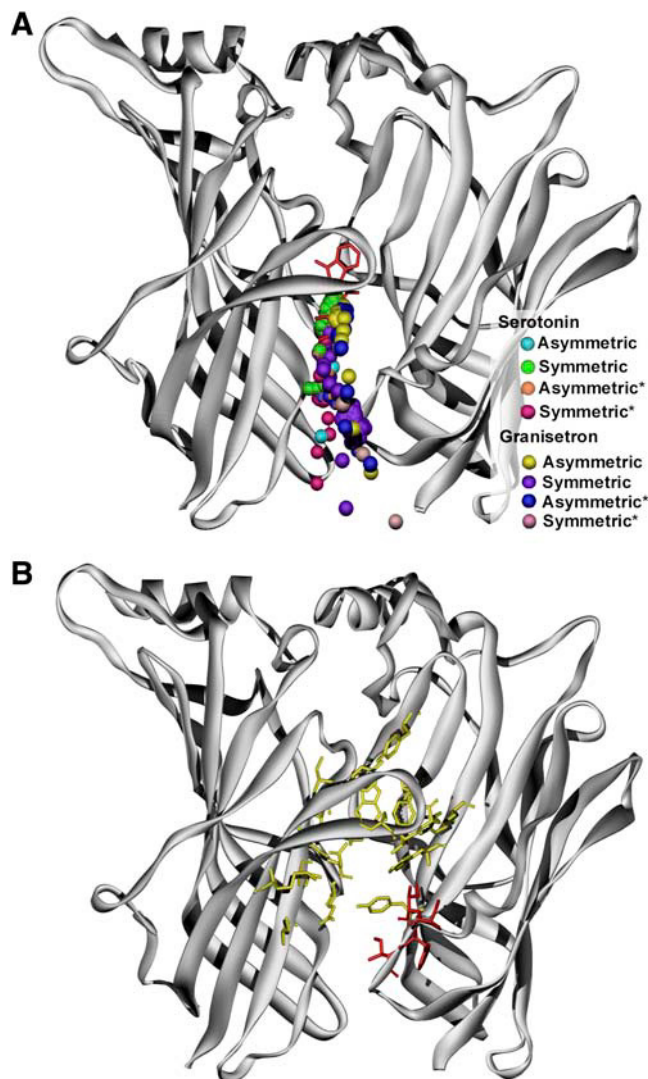 A
Serotonin
Asymmetric
Symmetric
Asymmetric*
Symmetric*
Granisetron
Asymmetric
Symmetric
Asymmetric*
Symmetric*
B